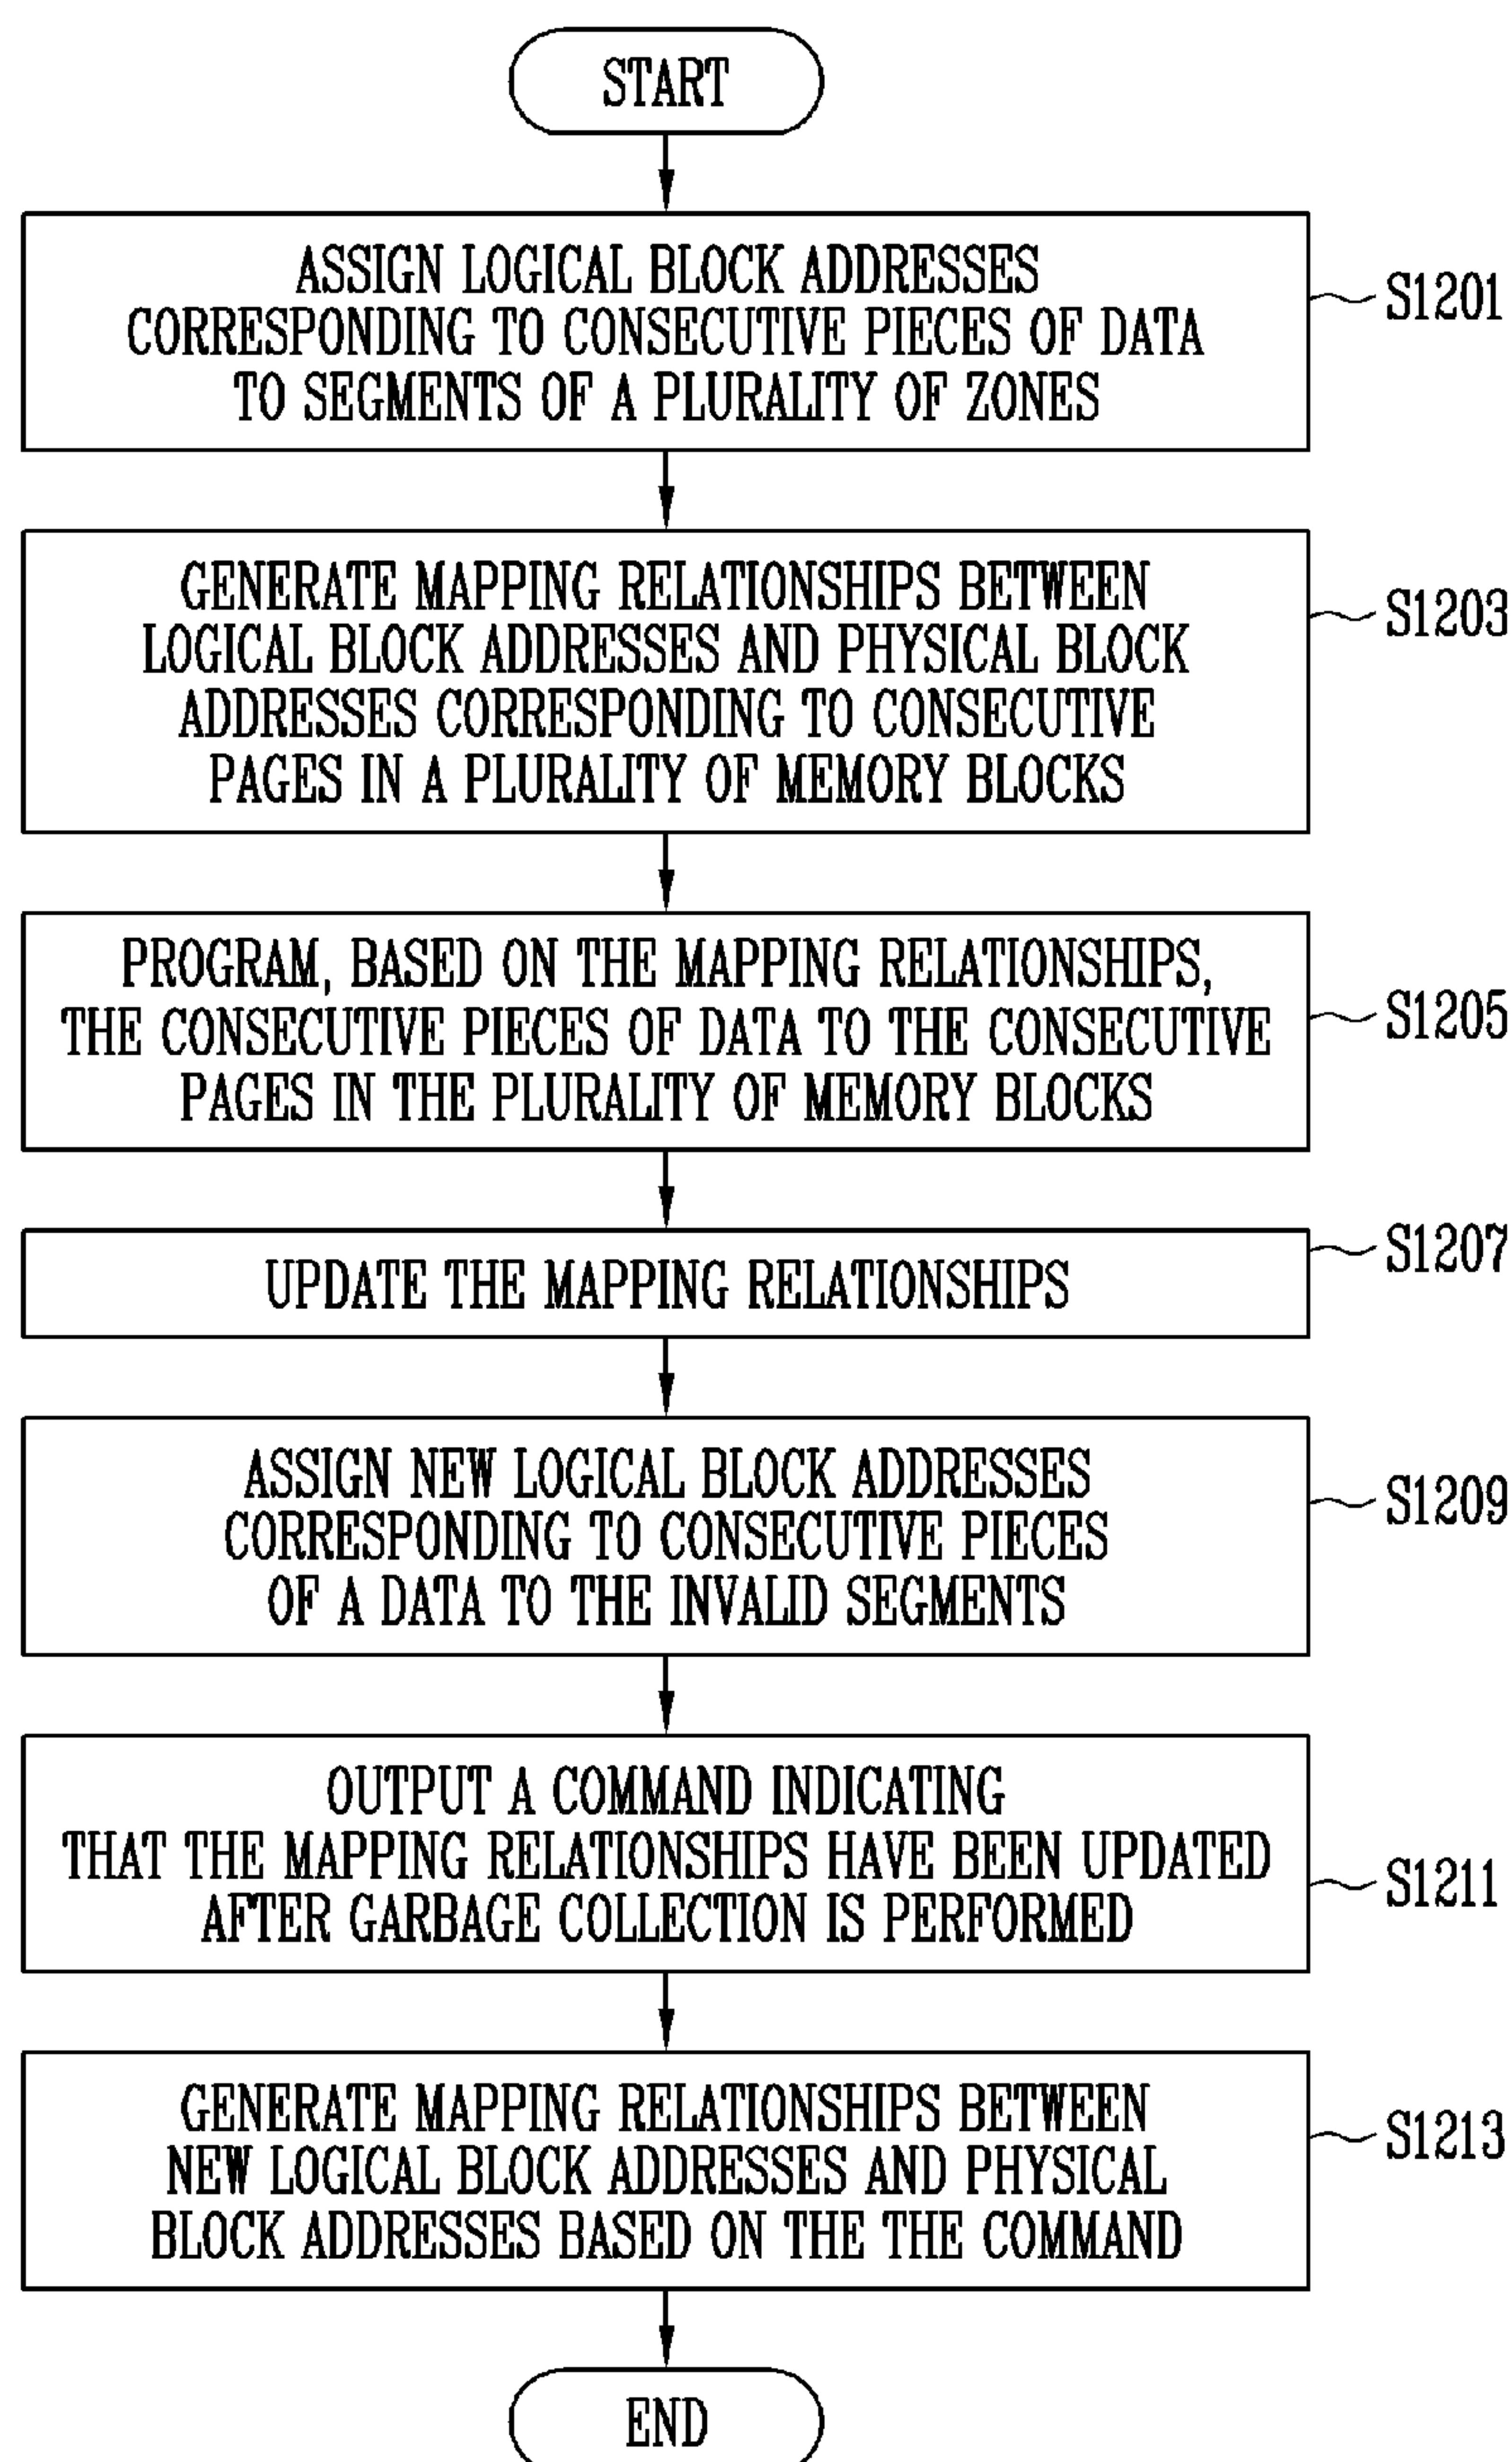 START
ASSIGN LOGICAL BLOCK ADDRESSES
CORRESPONDING TO CONSECUTIVE PIECES OF DATA
TO SEGMENTS OF A PLURALITY OF ZONES
S1201
GENERATE MAPPING RELATIONSHIPS BETWEEN
LOGICAL BLOCK ADDRESSES AND PHYSICAL BLOCK
ADDRESSES CORRESPONDING TO CONSECUTIVE
PAGES IN A PLURALITY OF MEMORY BLOCKS
S1203
PROGRAM, BASED ON THE MAPPING RELATIONSHIPS,
THE CONSECUTIVE PIECES OF DATA TO THE CONSECUTIVE
PAGES IN THE PLURALITY OF MEMORY BLOCKS
S1205
UPDATE THE MAPPING RELATIONSHIPS
S1207
ASSIGN NEW LOGICAL BLOCK ADDRESSES
CORRESPONDING TO CONSECUTIVE PIECES
OF A DATA TO THE INVALID SEGMENTS
S1209
OUTPUT A COMMAND INDICATING
THAT THE MAPPING RELATIONSHIPS HAVE BEEN UPDATED
AFTER GARBAGE COLLECTION IS PERFORMED
S1211
GENERATE MAPPING RELATIONSHIPS BETWEEN
NEW LOGICAL BLOCK ADDRESSES AND PHYSICAL
BLOCK ADDRESSES BASED ON THE THE COMMAND
S1213
END